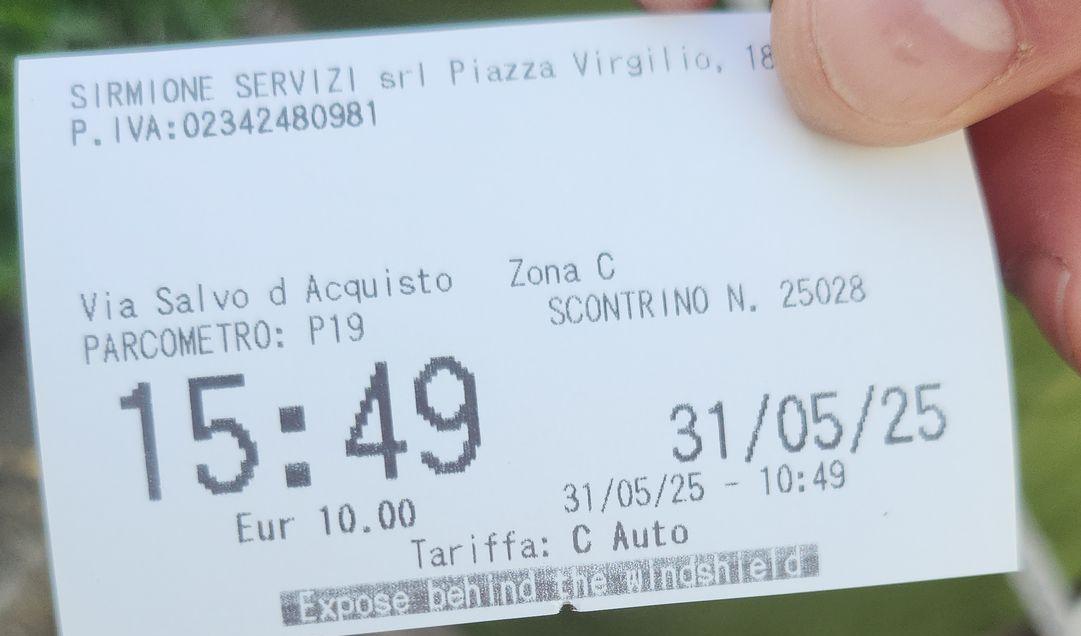 SIRMIONE SERVIZI srl Piazza Virgilio, 18
P.IVA:02342480981
Via Salvo d Acquisto Zona C
PARCOMETRO: P19 SCONTRINO N. 25028
15:49 31/05/25
Eur 10.00 31/05/25 - 10:49
Tariffa: C Auto
Expose behind the windshield